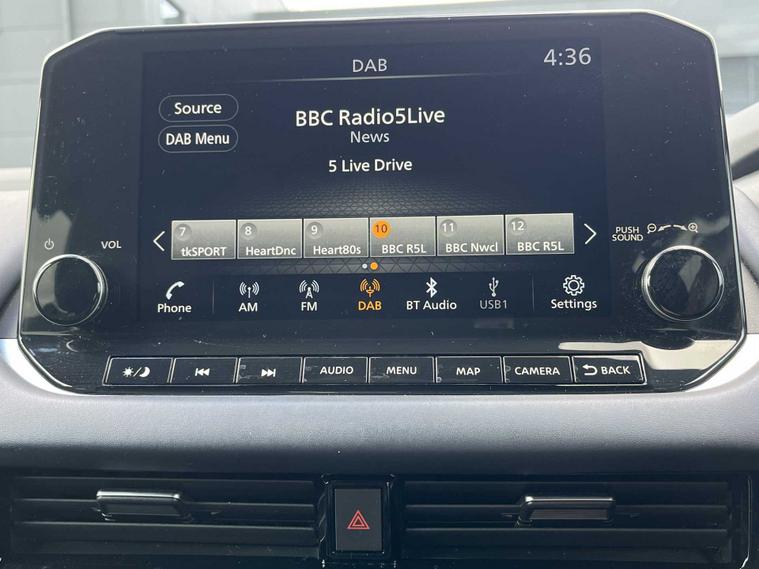 DAB
4:36
Source
DAB Menu
BBC Radio5Live
News
5 Live Drive
7 8 9 10 11 12
tkSPORT HeartDnc Heart80s BBC R5L BBC Nwcl BBC R5L
VOL
PUSH
SOUND
Phone AM FM DAB BT Audio USB1 Settings
AUDIO MENU MAP CAMERA BACK